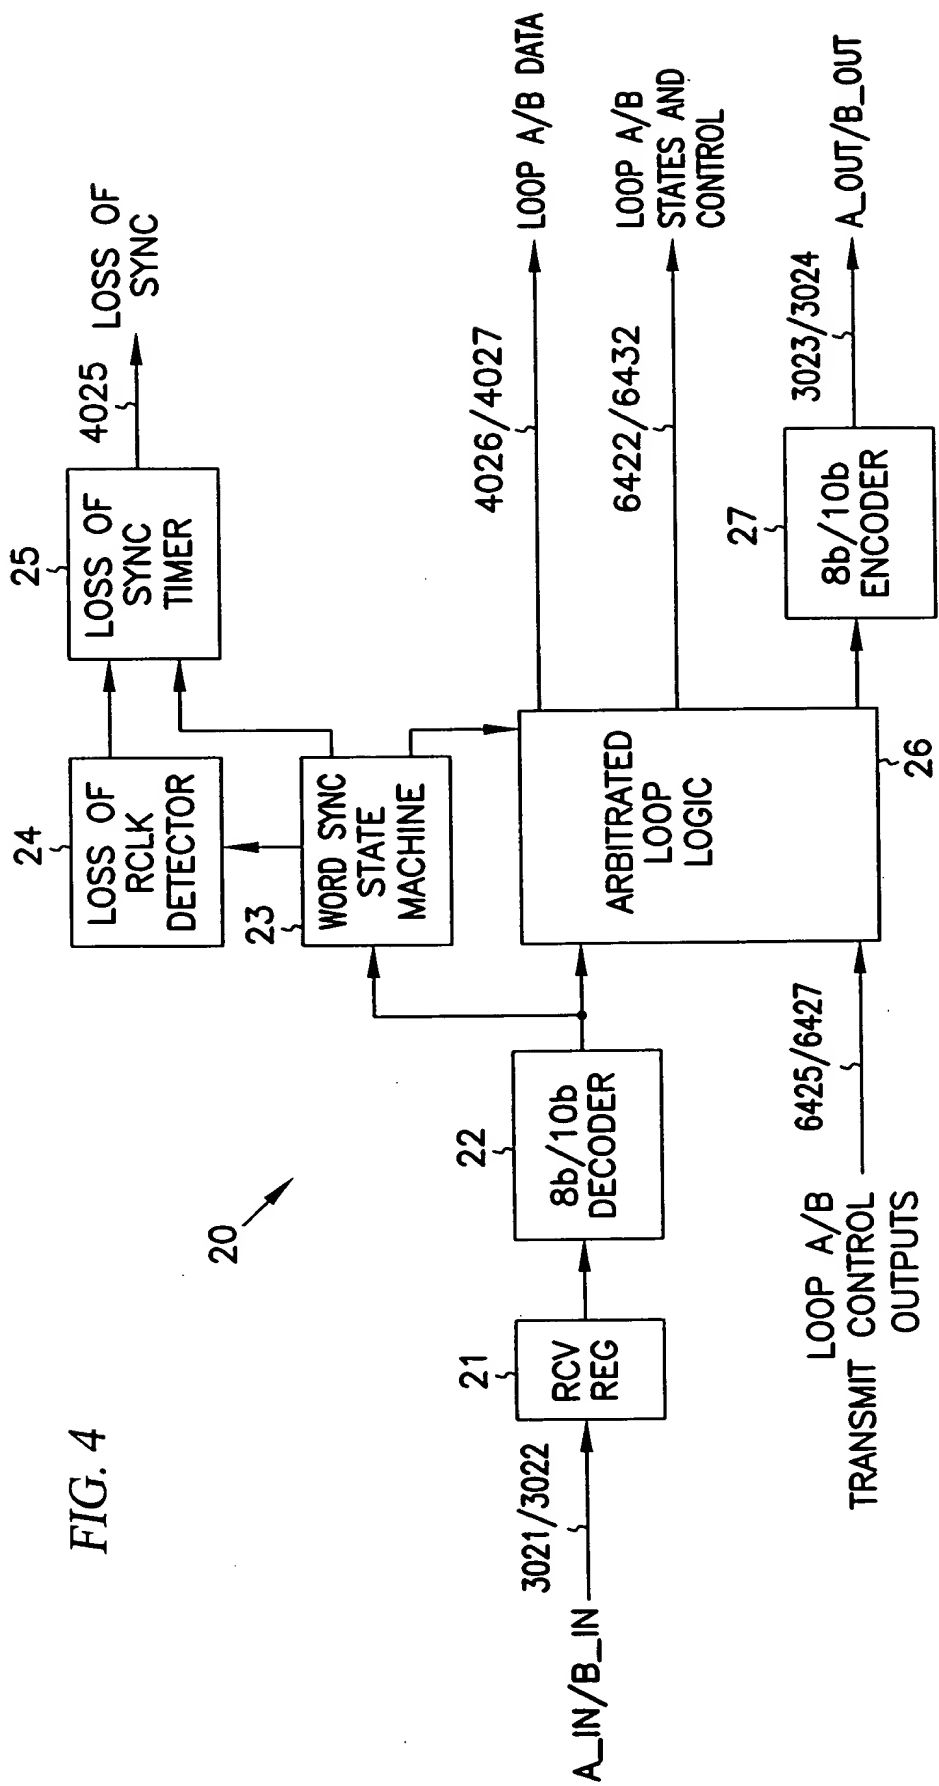 FIG. 4
20
24
LOSS OF
RCLK
DETECTOR
25
LOSS OF
SYNC
TIMER
4025
LOSS OF
SYNC
23
WORD SYNC
STATE
MACHINE
A_IN/B_IN
3021/3022
21
RCV
REG
22
8b/10b
DECODER
ARBITRATED
LOOP
LOGIC
26
4026/4027
LOOP A/B DATA
6422/6432
LOOP A/B
STATES AND
CONTROL
LOOP A/B
TRANSMIT CONTROL
OUTPUTS
6425/6427
27
8b/10b
ENCODER
3023/3024
A_OUT/B_OUT